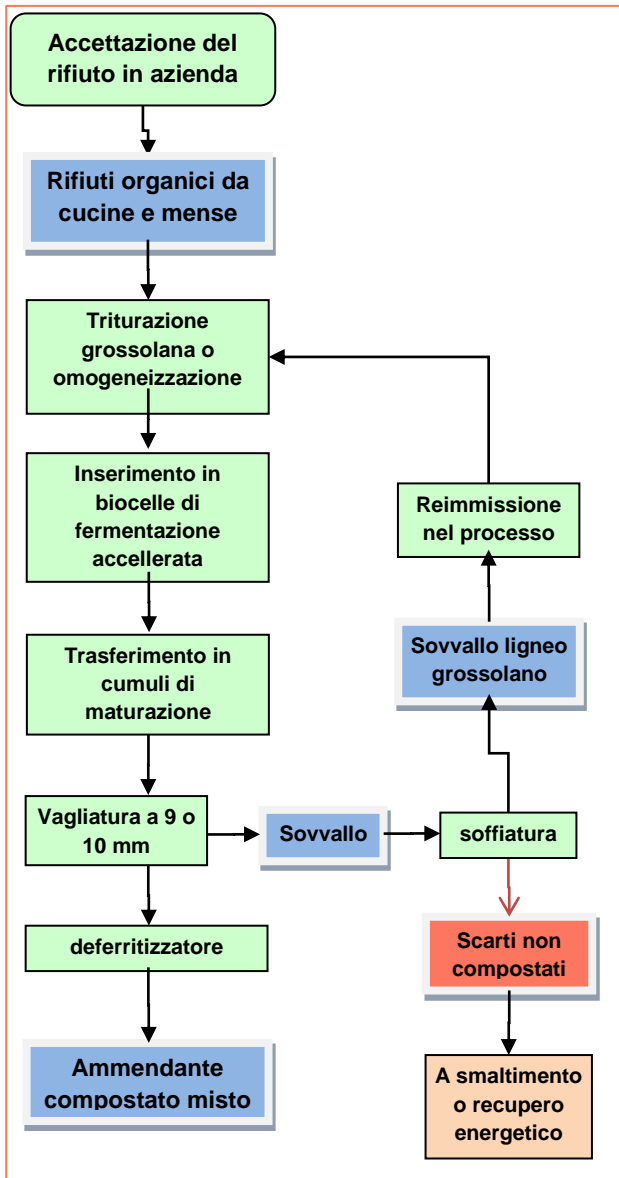 Accettazione del
rifiuto in azienda
Rifiuti organici da
cucine e mense
Triturazione
grossolana o
omogeneizzazione
Inserimento in
biocelle di
fermentazione
accellerata
Reimmissione
nel processo
Trasferimento in
cumuli di
maturazione
Sovvallo ligneo
grossolano
Vagliatura a 9 o
10 mm
Sovvallo
soffiatura
deferritizzatore
Scarti non
compostati
Ammendante
compostato misto
A smaltimento
o recupero
energetico